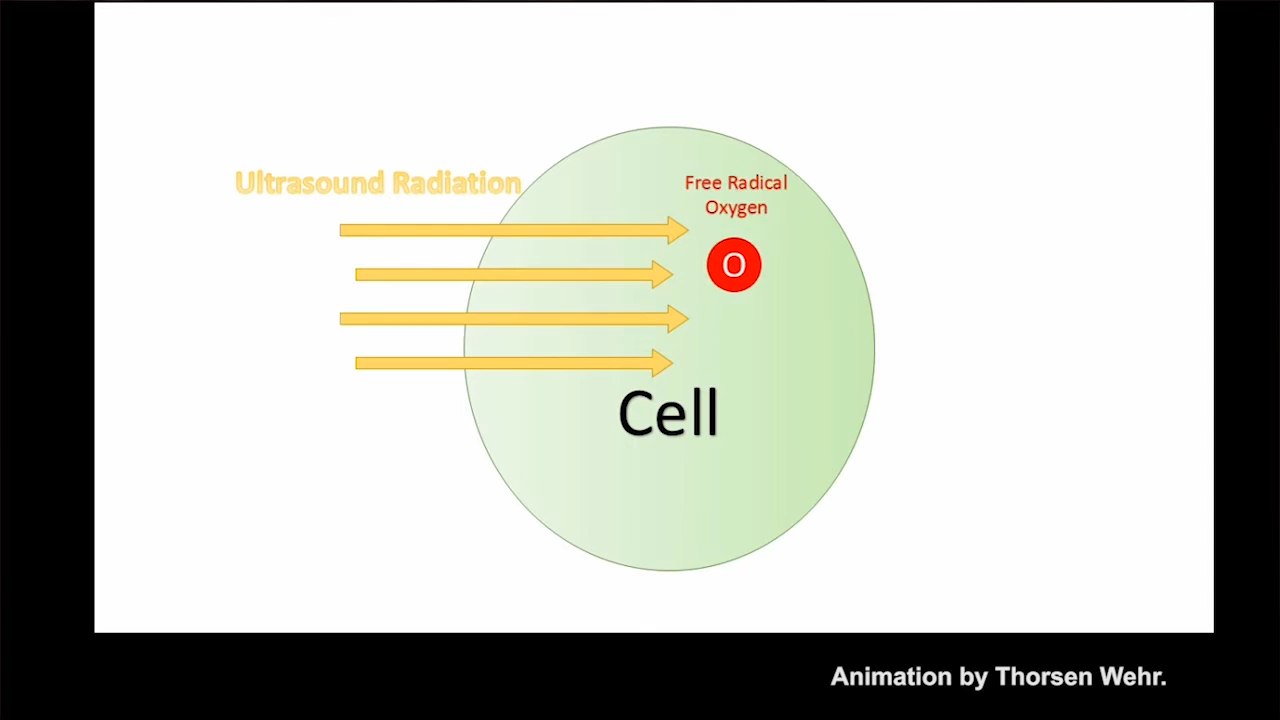 Ultrasound Radiation
Free Radical
Oxygen
O
Cell
Animation by Thorsen Wehr.